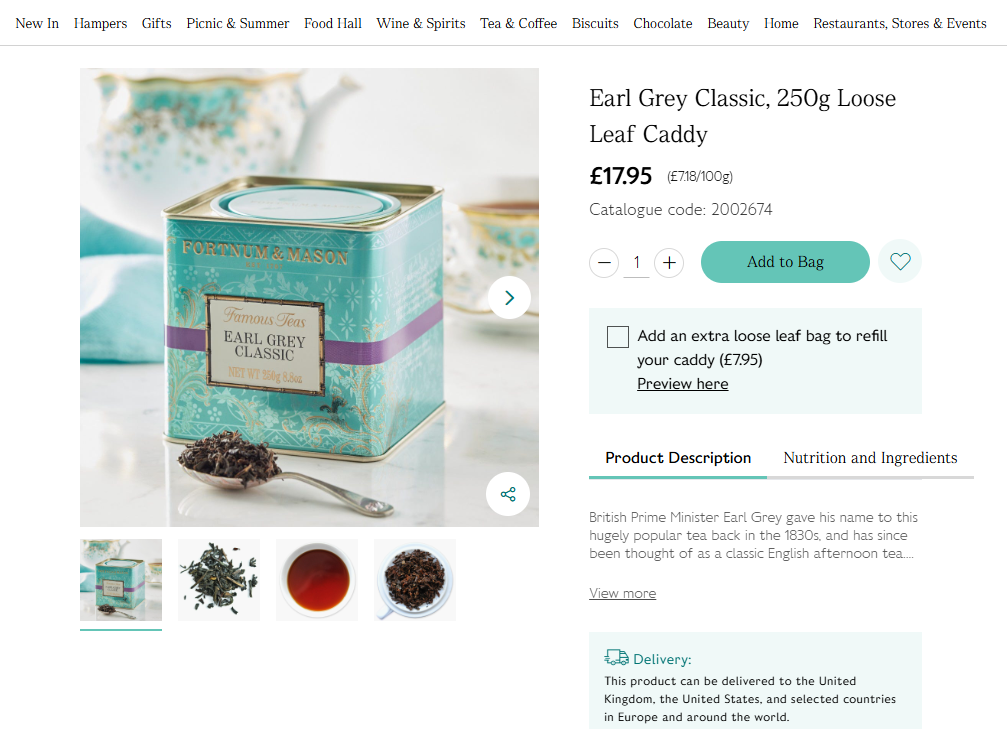 New In Hampers Gifts Picnic & Summer Food Hall Wine & Spirits Tea & Coffee Biscuits Chocolate Beauty Home Restaurants, Stores & Events
FORTNUM & MASON
Famous Teas
EARL GREY
CLASSIC
NET WT 250g 8.8oz
Earl Grey Classic, 250g Loose
Leaf Caddy
£17.95 (£7.18/100g)
Catalogue code: 2002674
1 Add to Bag
Add an extra loose leaf bag to refill
your caddy (£7.95)
Preview here
Product Description Nutrition and Ingredients
British Prime Minister Earl Grey gave his name to this
hugely popular tea back in the 1830s, and has since
been thought of as a classic English afternoon tea....
View more
Delivery:
This product can be delivered to the United
Kingdom, the United States, and selected countries
in Europe and around the world.